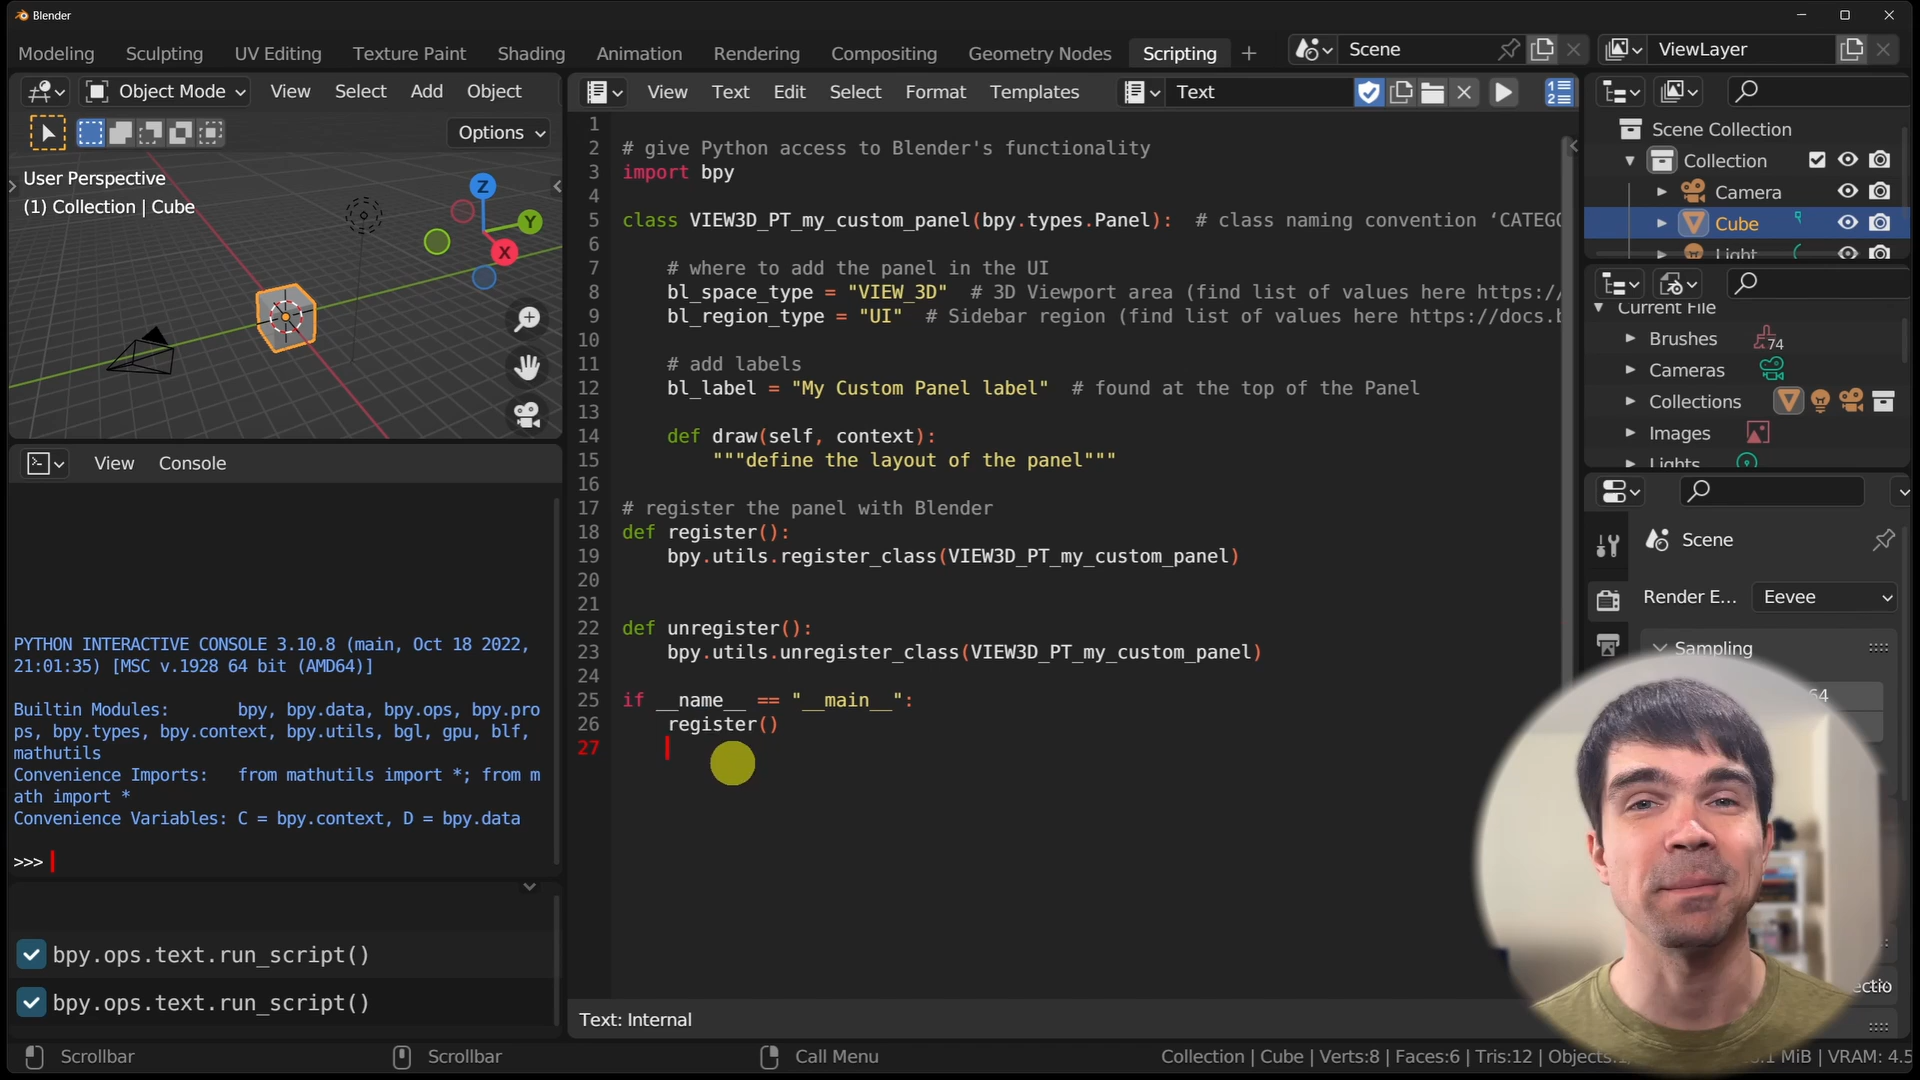 Blender
Modeling Sculpting UV Editing Texture Paint Shading Animation Rendering Compositing Geometry Nodes Scripting + Scene ViewLayer
Object Mode View Select Add Object
Options
User Perspective
(1) Collection | Cube
Z
Y
X
View Console
PYTHON INTERACTIVE CONSOLE 3.10.8 (main, Oct 18 2022,
21:01:35) [MSC v.1928 64 bit (AMD64)]
Builtin Modules: bpy, bpy.data, bpy.ops, bpy.pro
ps, bpy.types, bpy.context, bpy.utils, bgl, gpu, blf,
mathutils
Convenience Imports: from mathutils import *; from m
ath import *
Convenience Variables: C = bpy.context, D = bpy.data
>>>
bpy.ops.text.run_script()
bpy.ops.text.run_script()
View Text Edit Select Format Templates Text
1
2 # give Python access to Blender's functionality
3 import bpy
4
5 class VIEW3D_PT_my_custom_panel(bpy.types.Panel): # class naming convention ‘CATEGO
6
7 # where to add the panel in the UI
8 bl_space_type = "VIEW_3D" # 3D Viewport area (find list of values here https:/
9 bl_region_type = "UI" # Sidebar region (find list of values here https://docs.b
10
11 # add labels
12 bl_label = "My Custom Panel label" # found at the top of the Panel
13
14 def draw(self, context):
15 """define the layout of the panel"""
16
17 # register the panel with Blender
18 def register():
19 bpy.utils.register_class(VIEW3D_PT_my_custom_panel)
20
21
22 def unregister():
23 bpy.utils.unregister_class(VIEW3D_PT_my_custom_panel)
24
25 if __name__ == "__main__":
26 register()
27
Text: Internal
Scene Collection
Collection
Camera
Cube
Light
Current File
Brushes 74
Cameras
Collections
Images
Lights
Scene
Render E... Eevee
Sampling
64
ctio
Scrollbar Scrollbar Call Menu Collection | Cube | Verts:8 | Faces:6 | Tris:12 | Objects: MiB | VRAM: 4.5